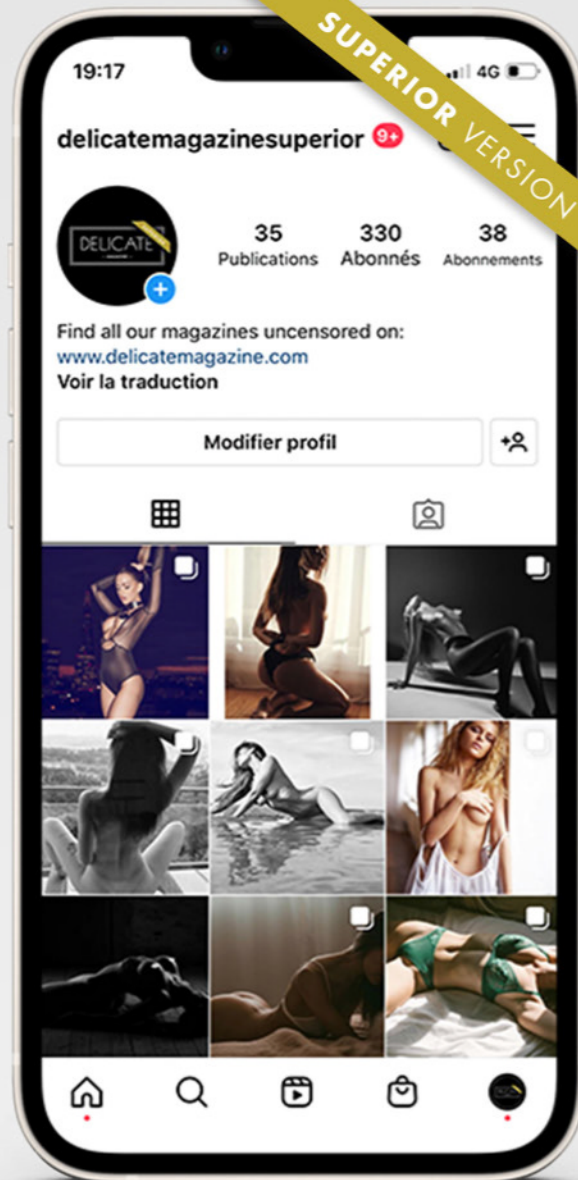 SUPERIOR VERSION
19:17
4G
delicatemagazinesuperior 9+
DELICATE
35 330 38
Publications Abonnés Abonnements
Find all our magazines uncensored on:
www.delicatemagazine.com
Voir la traduction
Modifier profil